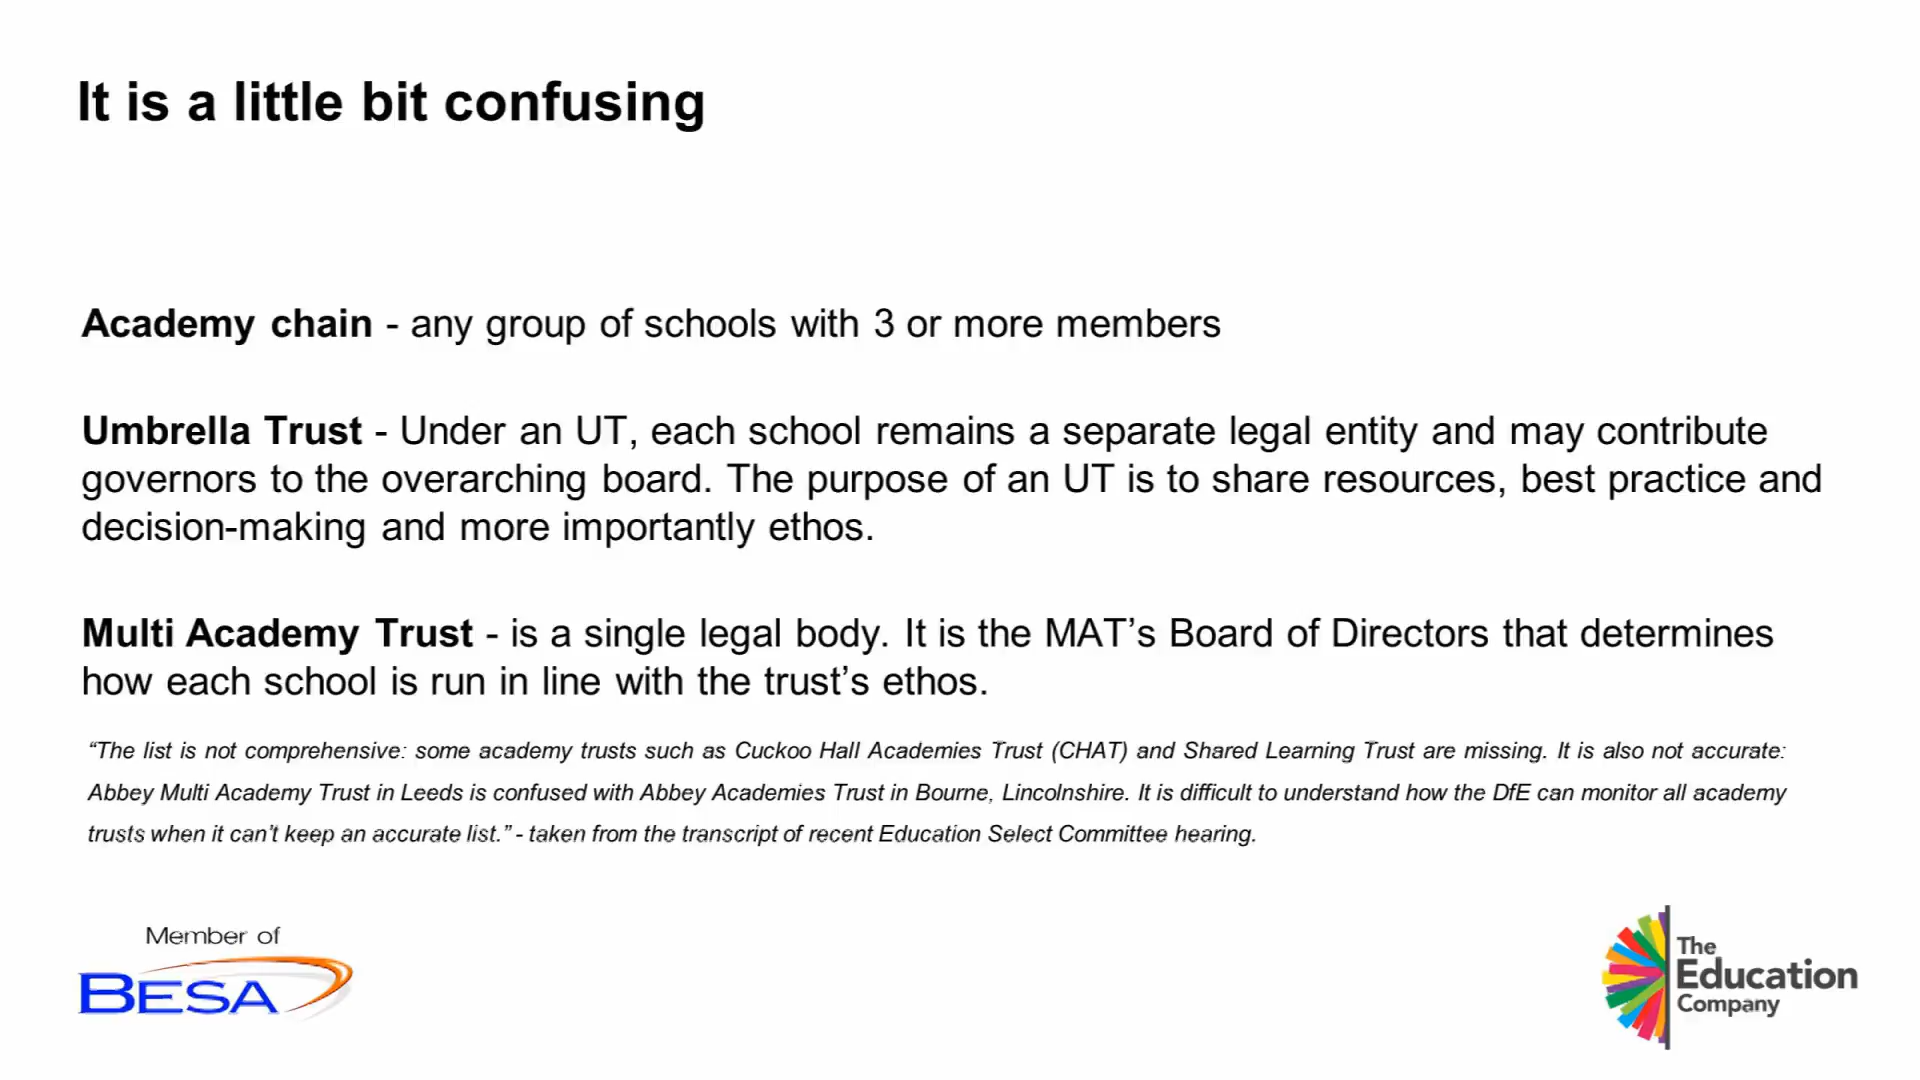 It is a little bit confusing
Academy chain - any group of schools with 3 or more members
Umbrella Trust - Under an UT, each school remains a separate legal entity and may contribute
governors to the overarching board. The purpose of an UT is to share resources, best practice and
decision-making and more importantly ethos.
Multi Academy Trust - is a single legal body. It is the MAT’s Board of Directors that determines
how each school is run in line with the trust’s ethos.
“The list is not comprehensive: some academy trusts such as Cuckoo Hall Academies Trust (CHAT) and Shared Learning Trust are missing. It is also not accurate:
Abbey Multi Academy Trust in Leeds is confused with Abbey Academies Trust in Bourne, Lincolnshire. It is difficult to understand how the DfE can monitor all academy
trusts when it can’t keep an accurate list.” - taken from the transcript of recent Education Select Committee hearing.
Member of
BESA
The
Education
Company